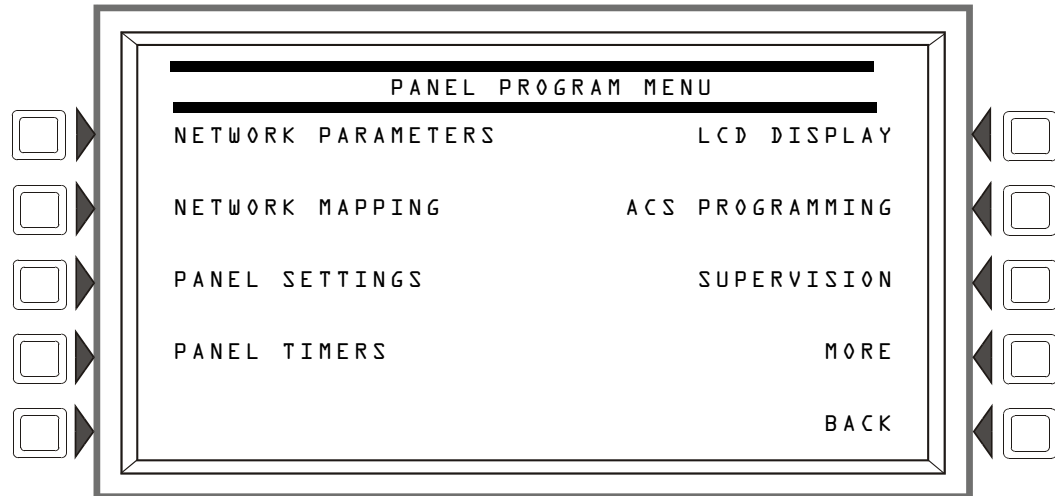 PANEL PROGRAM MENU
NETWORK PARAMETERS LCD DISPLAY
NETWORK MAPPING ACS PROGRAMMING
PANEL SETTINGS SUPERVISION
PANEL TIMERS MORE
BACK